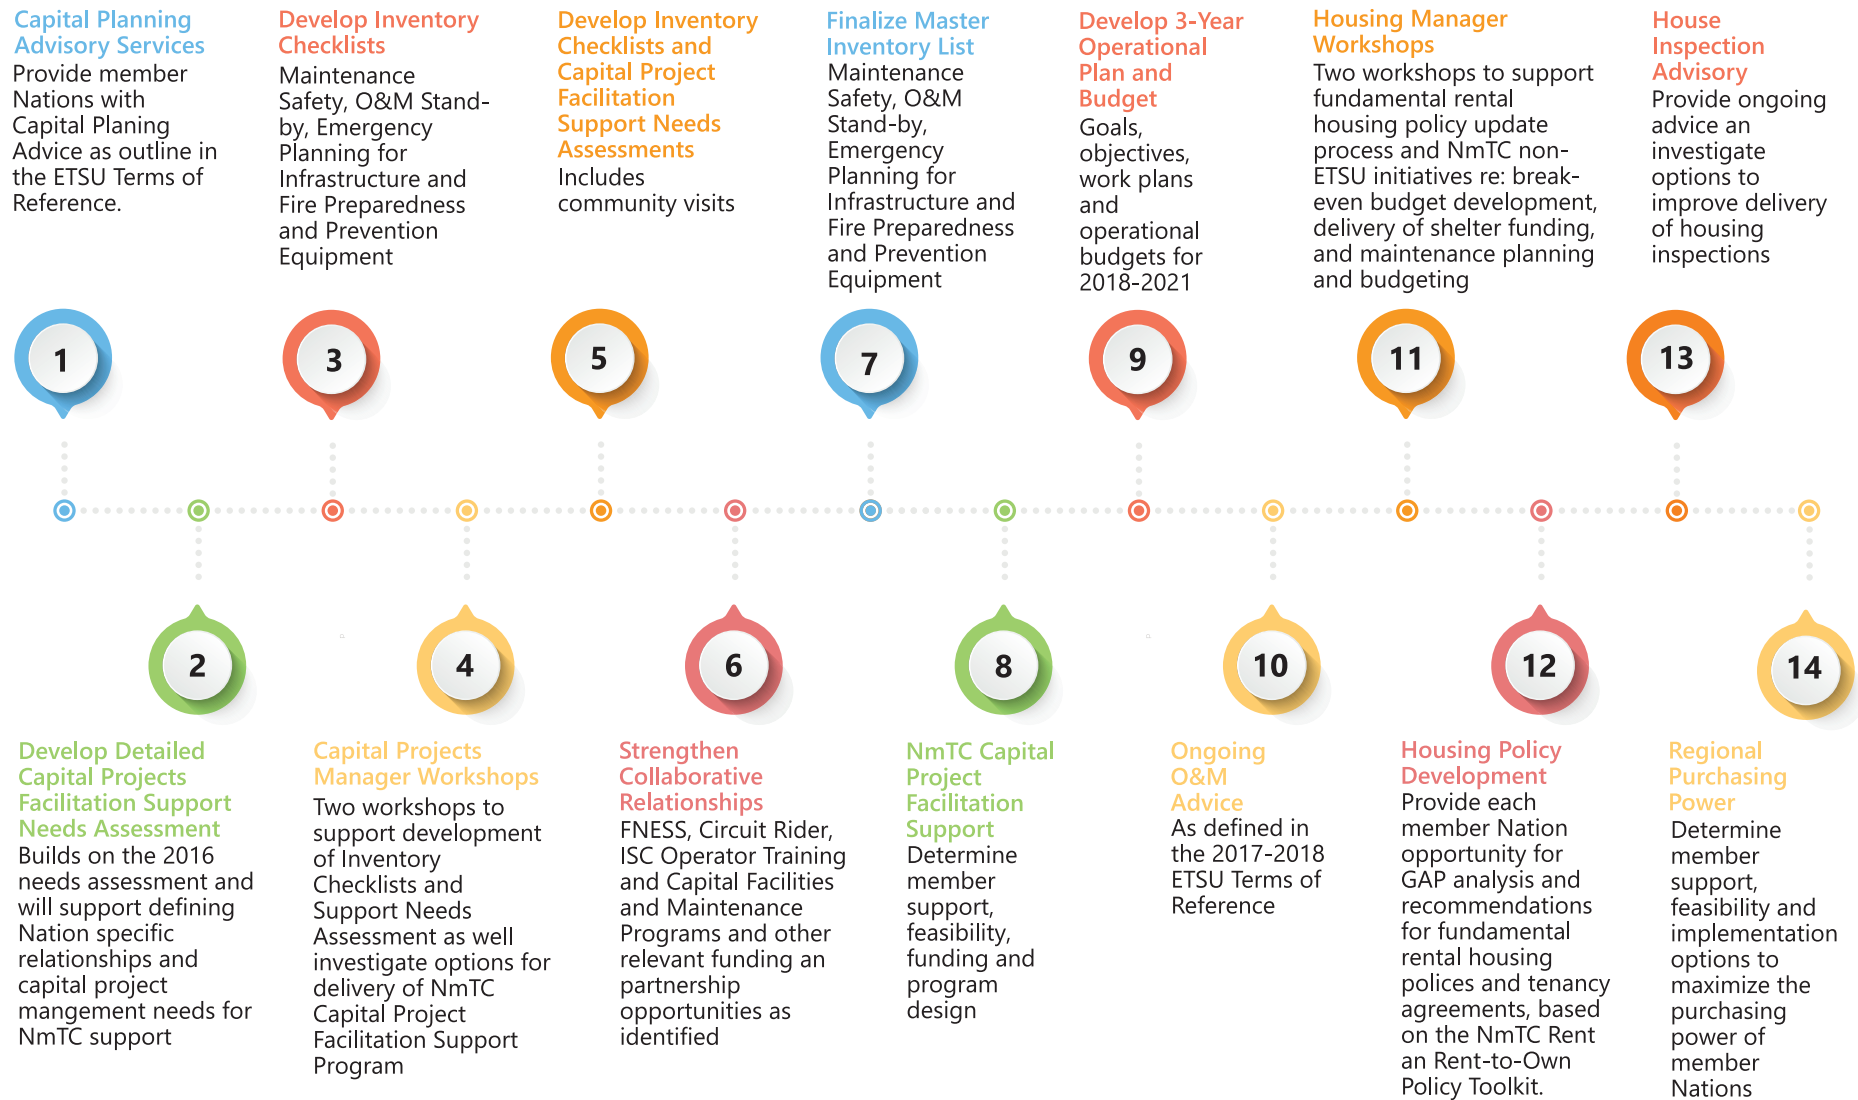 Capital Planning
Advisory Services
Provide member
Nations with
Capital Planing
Advice as outline in
the ETSU Terms of
Reference.
Develop Inventory
Checklists
Maintenance
Safety, O&M Stand-
by, Emergency
Planning for
Infrastructure and
Fire Preparedness
and Prevention
Equipment
Develop Inventory
Checklists and
Capital Project
Facilitation
Support Needs
Assessments
Includes
community visits
Finalize Master
Inventory List
Maintenance
Safety, O&M
Stand-by,
Emergency
Planning for
Infrastructure and
Fire Preparedness
and Prevention
Equipment
Develop 3-Year
Operational
Plan and
Budget
Goals,
objectives,
work plans
and
operational
budgets for
2018-2021
Housing Manager
Workshops
Two workshops to support
fundamental rental
housing policy update
process and NmTC non-
ETSU initiatives re: break-
even budget development,
delivery of shelter funding,
and maintenance planning
and budgeting
House
Inspection
Advisory
Provide ongoing
advice an
investigate
options to
improve delivery
of housing
inspections
1
3
5
7
9
11
13
2
4
6
8
10
12
14
Develop Detailed
Capital Projects
Facilitation Support
Needs Assessment
Builds on the 2016
needs assessment and
will support defining
Nation specific
relationships and
capital project
mangement needs for
NmTC support
Capital Projects
Manager Workshops
Two workshops to
support development
of Inventory
Checklists and
Support Needs
Assessment as well
investigate options for
delivery of NmTC
Capital Project
Facilitation Support
Program
Strengthen
Collaborative
Relationships
FNESS, Circuit Rider,
ISC Operator Training
and Capital Facilities
and Maintenance
Programs and other
relevant funding an
partnership
opportunities as
identified
NmTC Capital
Project
Facilitation
Support
Determine
member
support,
feasibility,
funding and
program
design
Ongoing
O&M
Advice
As defined in
the 2017-2018
ETSU Terms of
Reference
Housing Policy
Development
Provide each
member Nation
opportunity for
GAP analysis and
recommendations
for fundamental
rental housing
polices and tenancy
agreements, based
on the NmTC Rent
an Rent-to-Own
Policy Toolkit.
Regional
Purchasing
Power
Determine
member
support,
feasibility and
implementation
options to
maximize the
purchasing
power of
member
Nations